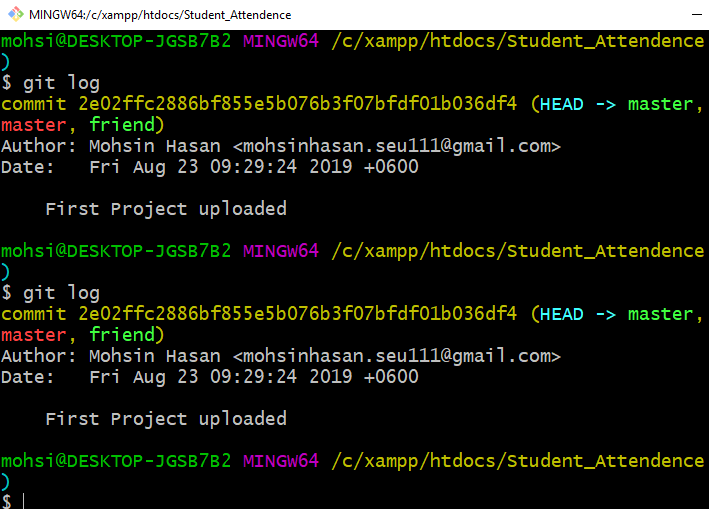 MINGW64:/c/xampp/htdocs/Student_Attendence
mohsi@DESKTOP-JGSB7B2 MINGW64 /c/xampp/htdocs/Student_Attendence
)
$ git log
commit 2e02ffc2886bf855e5b076b3f07bfdf01b036df4 (HEAD -> master,
master, friend)
Author: Mohsin Hasan <mohsinhasan.seu111@gmail.com>
Date:   Fri Aug 23 09:29:24 2019 +0600
First Project uploaded
mohsi@DESKTOP-JGSB7B2 MINGW64 /c/xampp/htdocs/Student_Attendence
)
$ git log
commit 2e02ffc2886bf855e5b076b3f07bfdf01b036df4 (HEAD -> master,
master, friend)
Author: Mohsin Hasan <mohsinhasan.seu111@gmail.com>
Date:   Fri Aug 23 09:29:24 2019 +0600
First Project uploaded
mohsi@DESKTOP-JGSB7B2 MINGW64 /c/xampp/htdocs/Student_Attendence
)
$